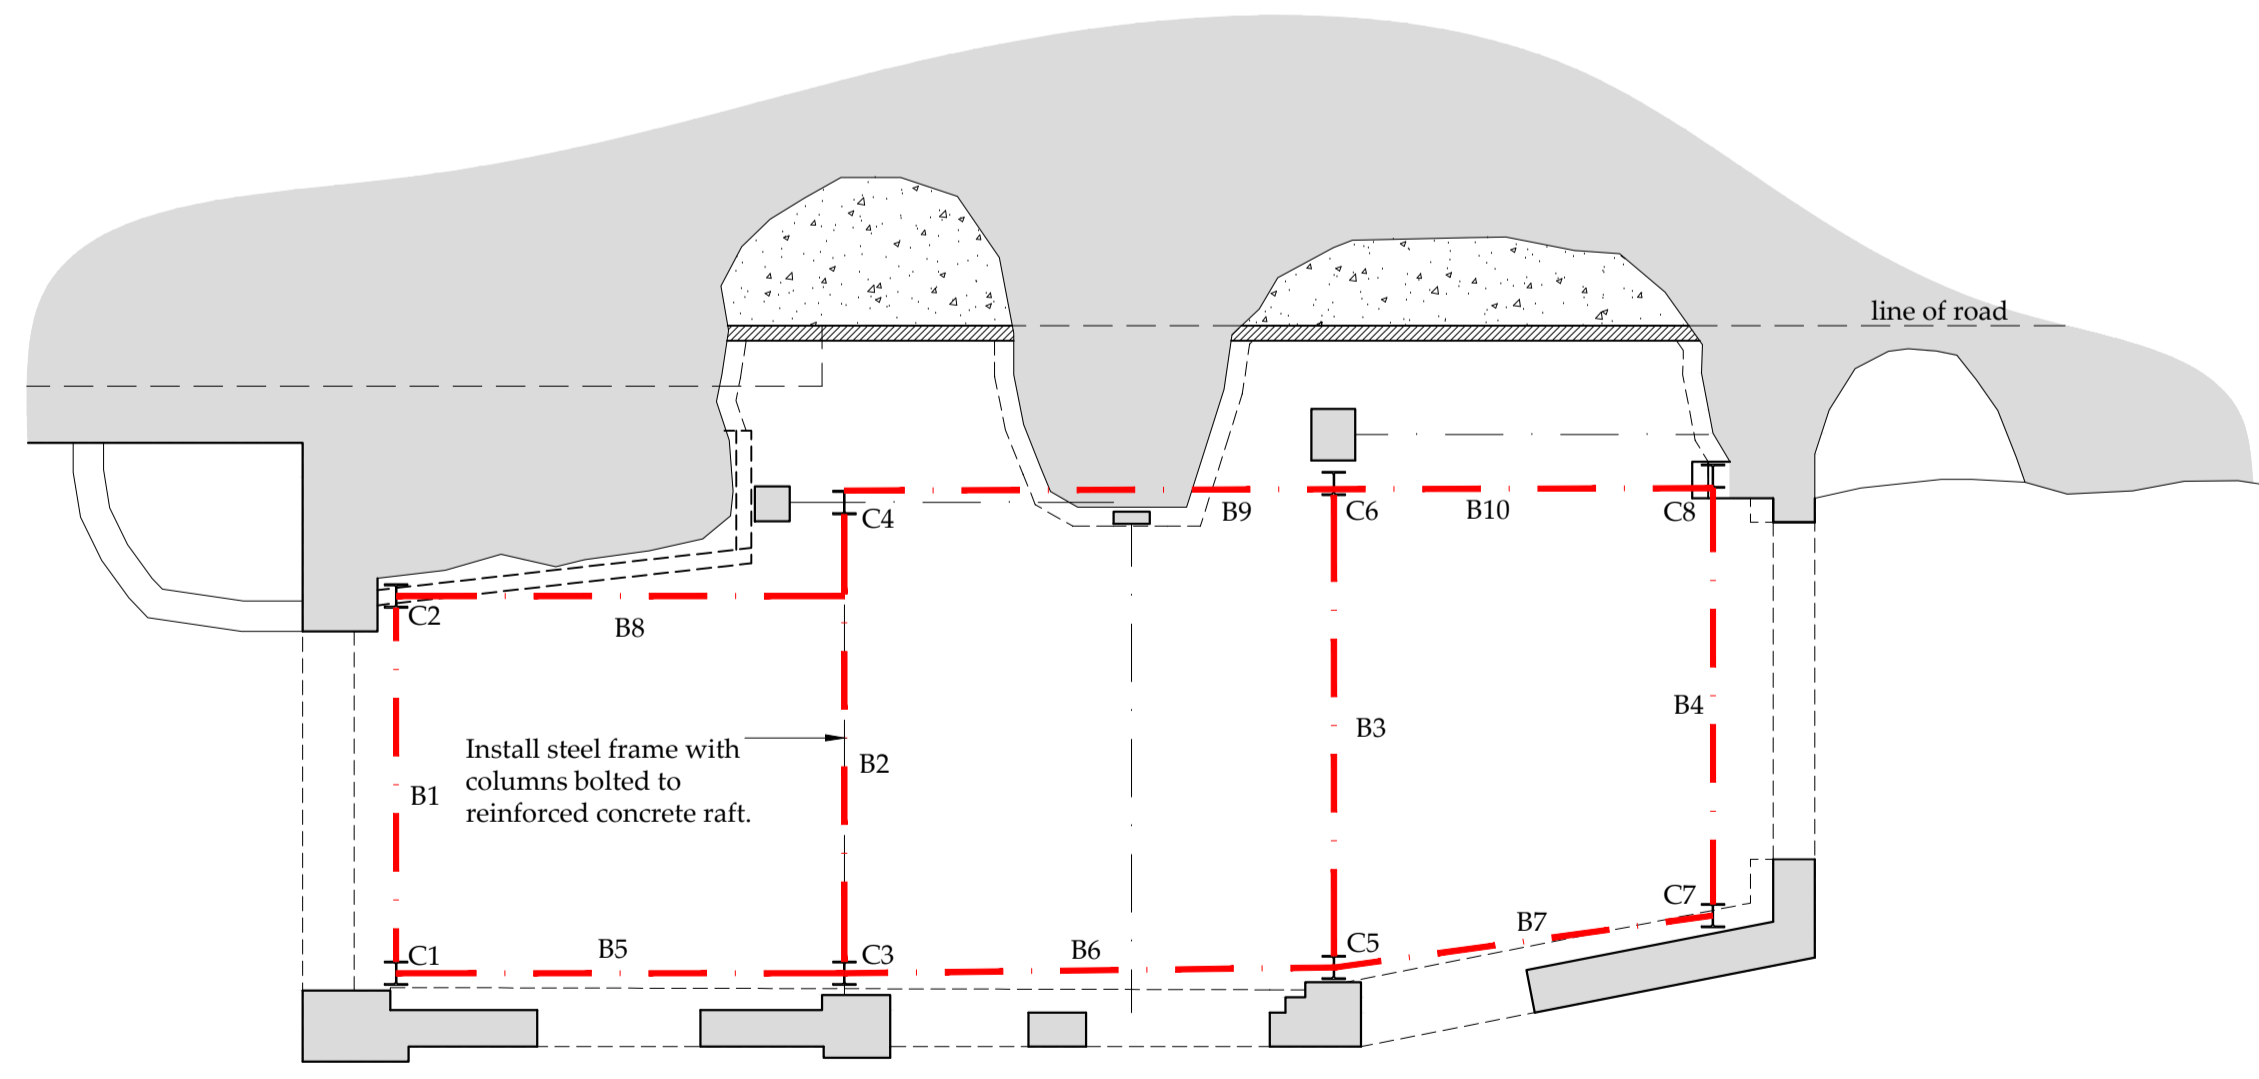 line of road
C4
B9
C6
B10
C8
C2
B8
B4
B3
Install steel frame with
columns bolted to
reinforced concrete raft.
B2
B1
C7
B7
C1
B5
C3
B6
C5